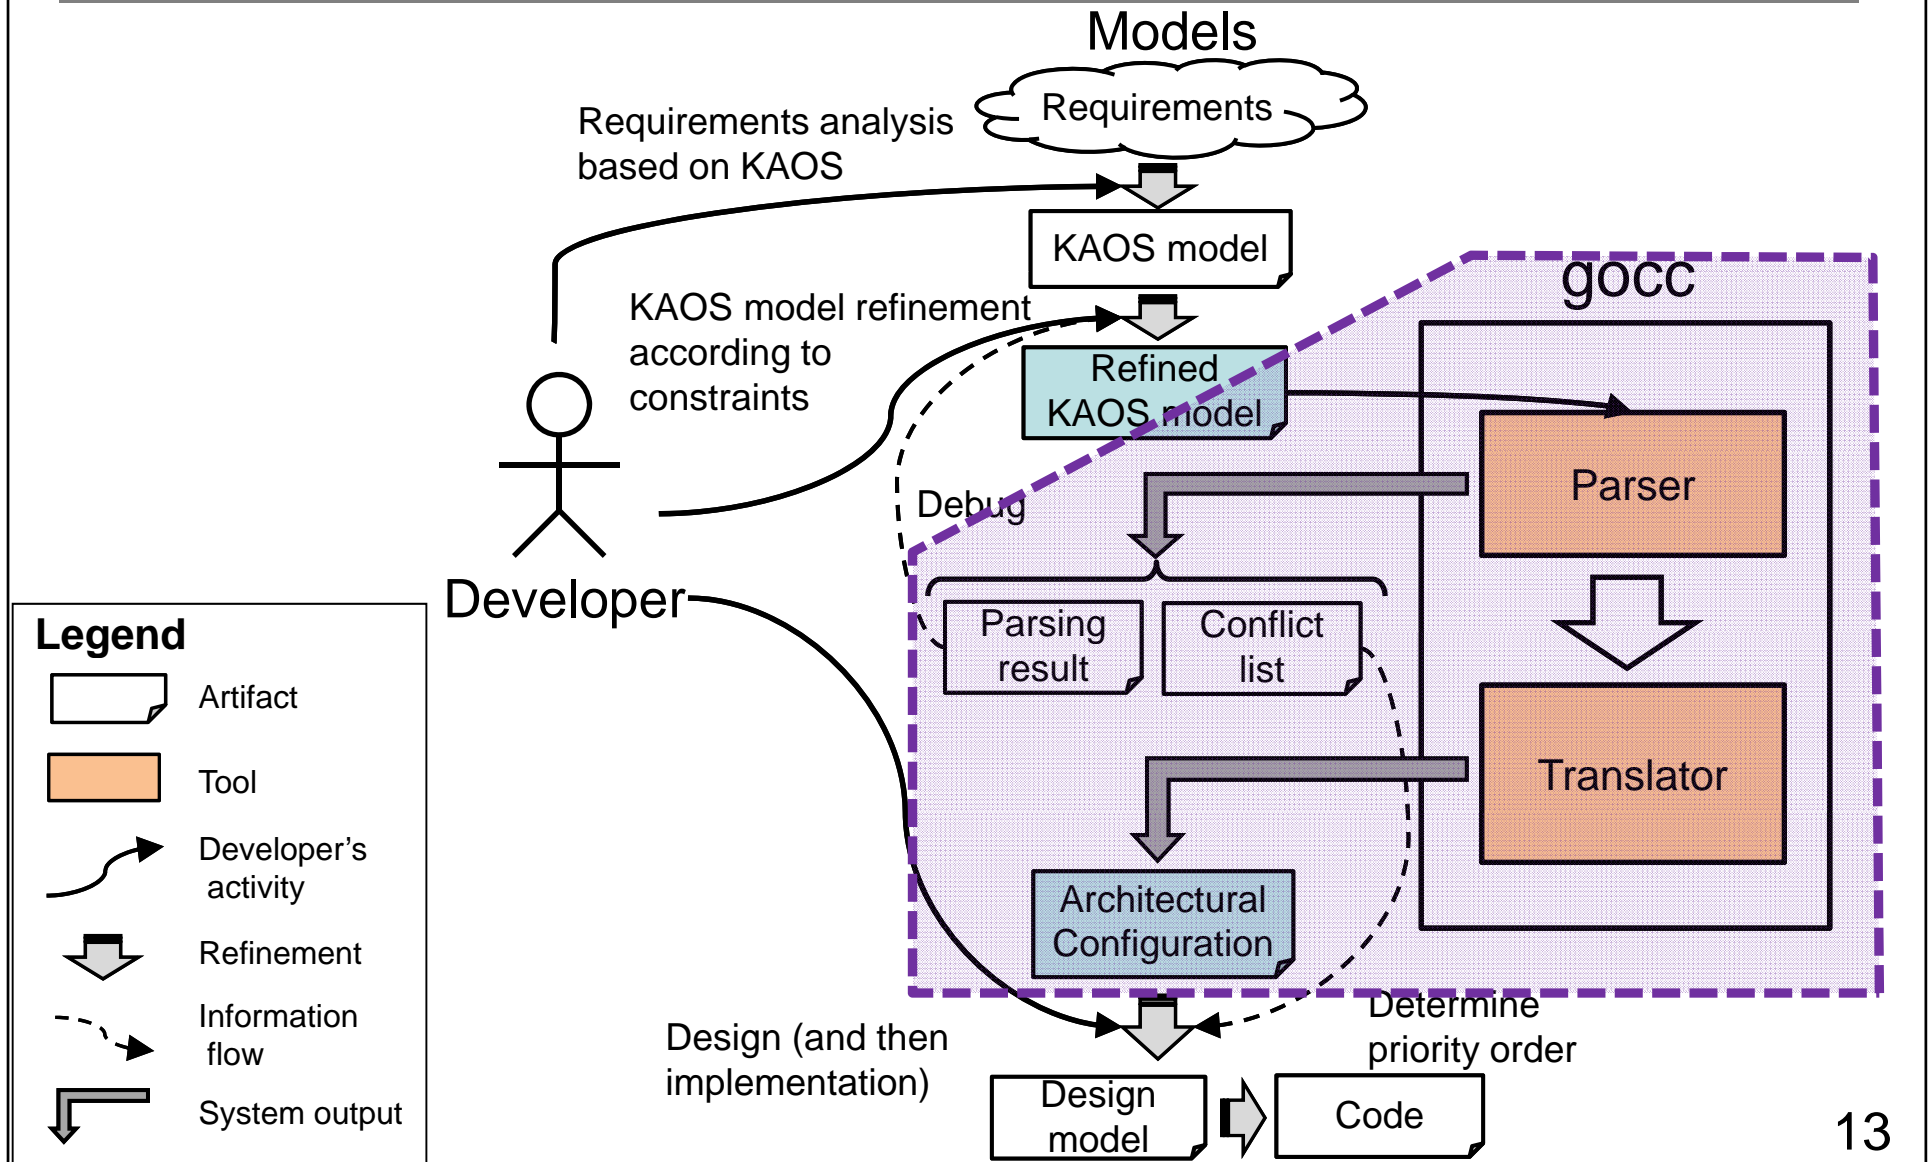 Models
Requirements
Requirements analysis
based on KAOS
KAOS model
gocc
KAOS model refinement
according to
constraints
Refined
KAOS model
Parser
Debug
Developer
Parsing
result
Conflict
list
Translator
Architectural
Configuration
Determine
priority order
Design (and then
implementation)
Design
model
Code
Legend
Artifact
Tool
Developer's
activity
Refinement
Information
flow
System output
13